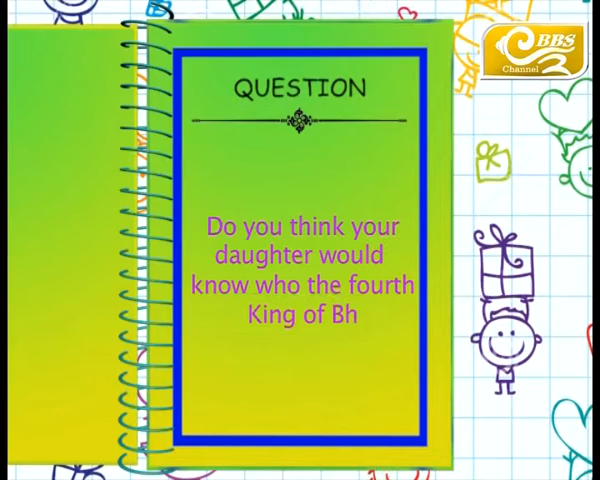 BBS
Channel 2
QUESTION
Do you think your
daughter would
know who the fourth
King of Bh